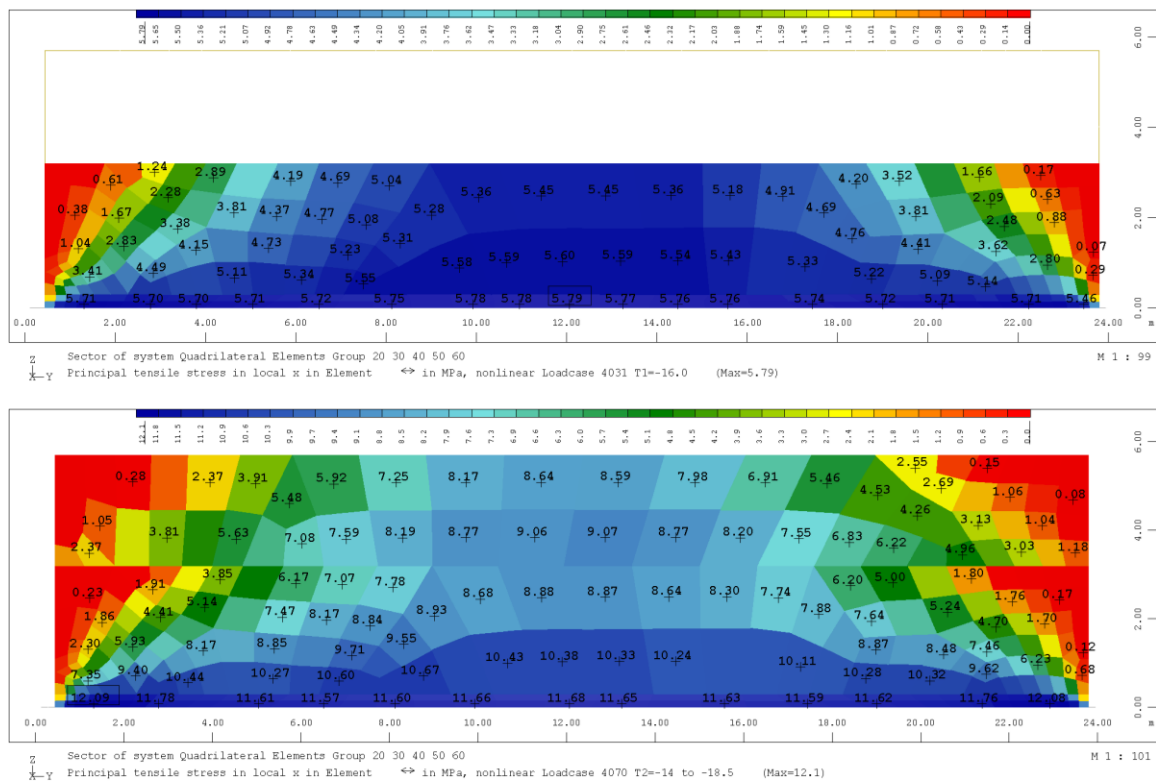 5.79 5.65 5.50 5.36 5.21 5.07 4.92 4.78 4.63 4.49 4.34 4.20 4.05 3.91 3.76 3.62 3.47 3.33 3.18 3.04 2.90 2.75 2.61 2.46 2.32 2.17 2.03 1.88 1.74 1.59 1.45 1.30 1.16 1.01 0.87 0.72 0.58 0.43 0.29 0.14 0.00
6.00
4.00
2.00
0.00
1.24 2.89 4.19 4.69 5.04 4.20 3.52 1.66 0.17
0.61 2.28 5.36 5.45 5.45 5.36 5.18 4.91 2.09 0.63
0.38 1.67 3.38 3.81 4.37 4.77 5.08 5.28 4.69 3.81 2.48 0.88
1.04 2.83 4.15 4.73 5.23 5.31 4.76 4.41 3.62 0.07
3.41 4.49 5.11 5.34 5.55 5.58 5.59 5.60 5.59 5.54 5.43 5.33 5.22 5.09 5.14 2.80 0.29
5.71 5.70 5.70 5.71 5.72 5.75 5.78 5.78 5.79 5.77 5.76 5.76 5.74 5.72 5.71 5.71 5.46
0.00 2.00 4.00 6.00 8.00 10.00 12.00 14.00 16.00 18.00 20.00 22.00 24.00 m
Z
X Y
Sector of system Quadrilateral Elements Group 20 30 40 50 60
M 1 : 99
Principal tensile stress in local x in Element ⇔ in MPa, nonlinear Loadcase 4031 T1=-16.0 (Max=5.79)
12.1 11.8 11.5 11.2 10.9 10.6 10.3 9.9 9.7 9.4 9.1 8.8 8.5 8.2 7.9 7.6 7.3 6.9 6.6 6.3 6.0 5.7 5.4 5.1 4.8 4.5 4.2 3.9 3.6 3.3 3.0 2.7 2.4 2.1 1.8 1.5 1.2 0.9 0.6 0.3 0.0
6.00
4.00
2.00
0.00
0.28 2.37 3.91 5.92 7.25 8.17 8.64 8.59 7.98 6.91 5.46 2.55 0.15
5.48 4.53 2.69 1.06 0.08
1.05 3.81 5.63 7.08 7.59 8.19 8.77 9.06 9.07 8.77 8.20 7.55 6.83 4.26 3.13 1.04
2.37 6.22 4.96 3.03 1.18
0.23 1.91 3.85 6.17 7.07 7.78 8.68 8.88 8.87 8.64 8.30 7.74 6.20 5.00 1.80 0.17
1.86 4.41 5.14 7.47 8.17 8.84 8.93 7.88 7.64 5.24 4.70 1.76 1.70
2.30 5.93 8.17 8.85 9.71 9.55 8.87 8.48 7.46 0.12
7.35 9.40 10.44 10.27 10.60 10.67 10.43 10.38 10.33 10.24 10.11 10.28 10.32 9.62 6.23 0.68
12.09 11.78 11.61 11.57 11.60 11.66 11.68 11.65 11.63 11.59 11.62 11.76 12.08
0.00 2.00 4.00 6.00 8.00 10.00 12.00 14.00 16.00 18.00 20.00 22.00 24.00
Z
X Y
Sector of system Quadrilateral Elements Group 20 30 40 50 60
M 1 : 101
Principal tensile stress in local x in Element ⇔ in MPa, nonlinear Loadcase 4070 T2=-14 to -18.5 (Max=12.1)